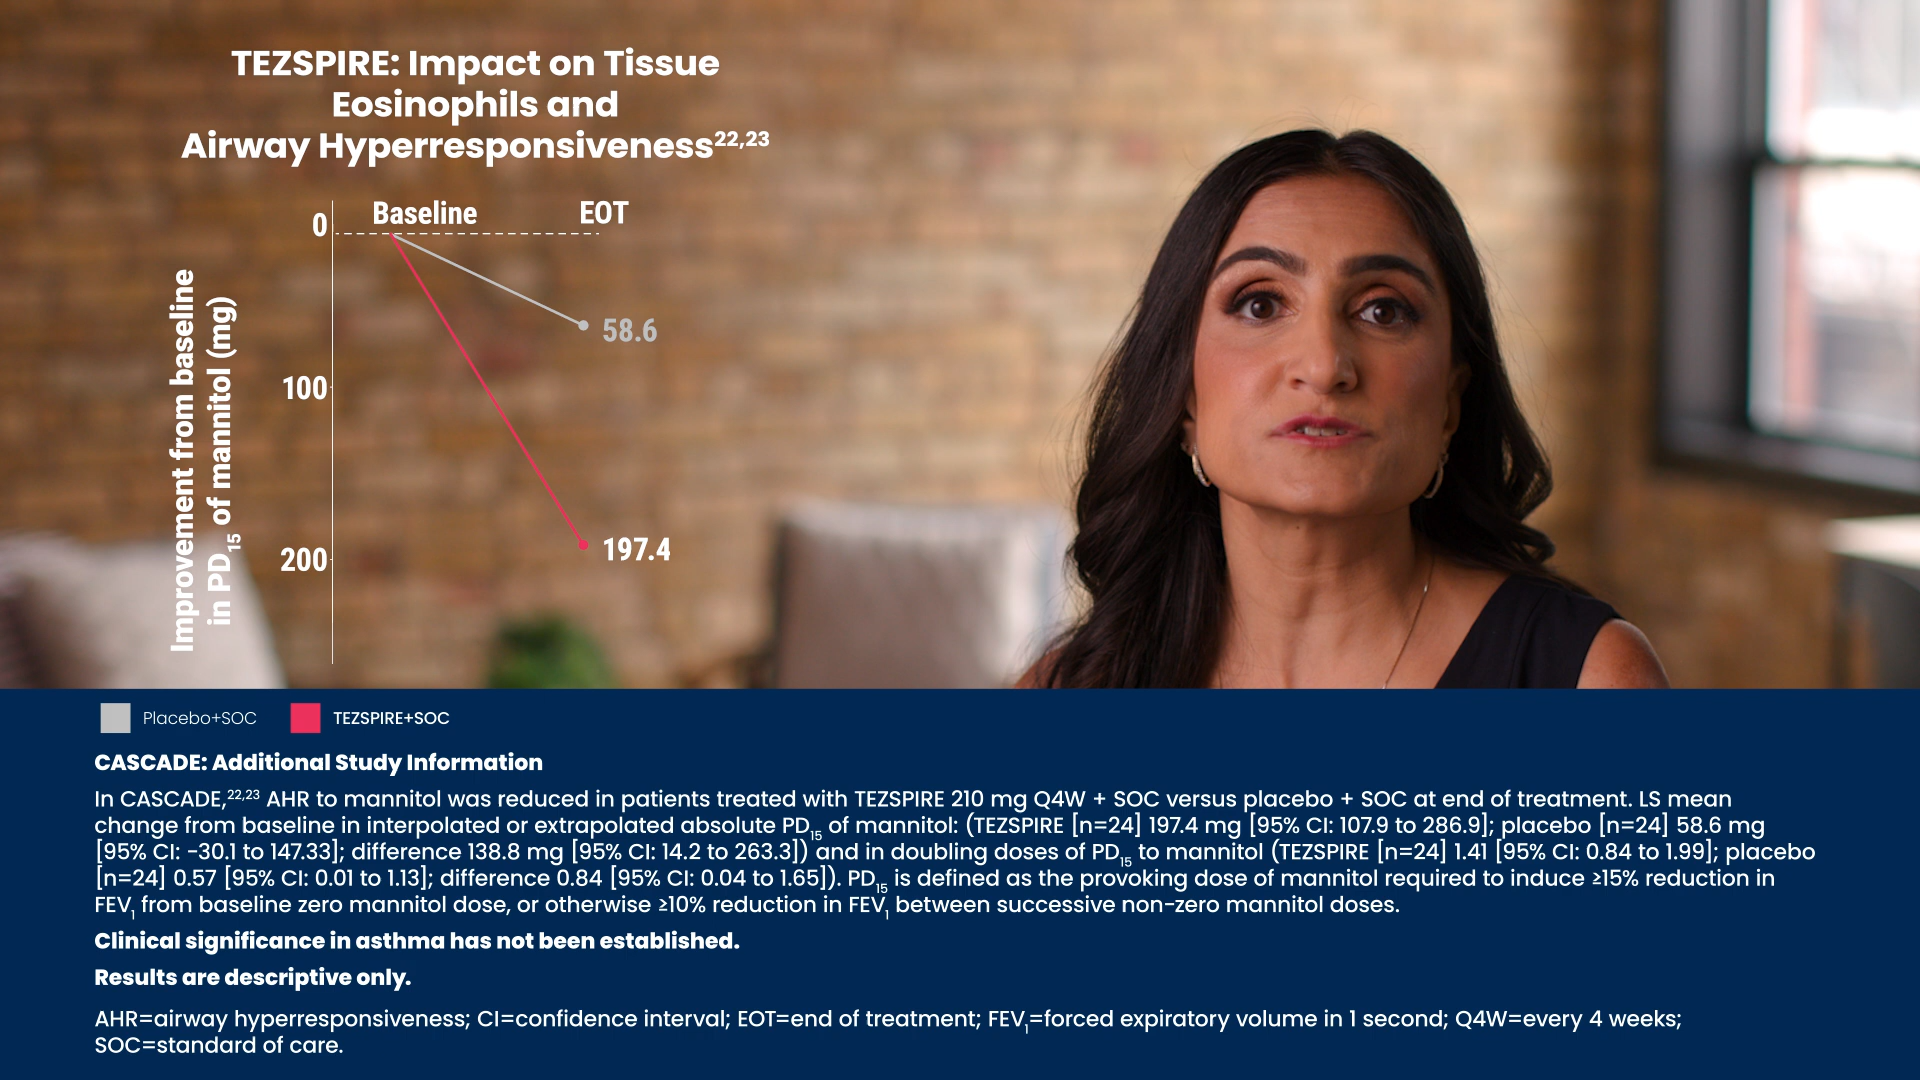 TEZSPIRE: Impact on Tissue
Eosinophils and
Airway Hyperresponsiveness22,23
Baseline EOT
0
58.6
100
197.4
200
Improvement from baseline
in PD15 of mannitol (mg)
Placebo+SOC TEZSPIRE+SOC
CASCADE: Additional Study Information
In CASCADE,22,23 AHR to mannitol was reduced in patients treated with TEZSPIRE 210 mg Q4W + SOC versus placebo + SOC at end of treatment. LS mean
change from baseline in interpolated or extrapolated absolute PD15 of mannitol: (TEZSPIRE [n=24] 197.4 mg [95% CI: 107.9 to 286.9]; placebo [n=24] 58.6 mg
[95% CI: -30.1 to 147.33]; difference 138.8 mg [95% CI: 14.2 to 263.3]) and in doubling doses of PD15 to mannitol (TEZSPIRE [n=24] 1.41 [95% CI: 0.84 to 1.99]; placebo
[n=24] 0.57 [95% CI: 0.01 to 1.13]; difference 0.84 [95% CI: 0.04 to 1.65]). PD15 is defined as the provoking dose of mannitol required to induce ≥15% reduction in
FEV1 from baseline zero mannitol dose, or otherwise ≥10% reduction in FEV1 between successive non-zero mannitol doses.
Clinical significance in asthma has not been established.
Results are descriptive only.
AHR=airway hyperresponsiveness; CI=confidence interval; EOT=end of treatment; FEV1=forced expiratory volume in 1 second; Q4W=every 4 weeks;
SOC=standard of care.